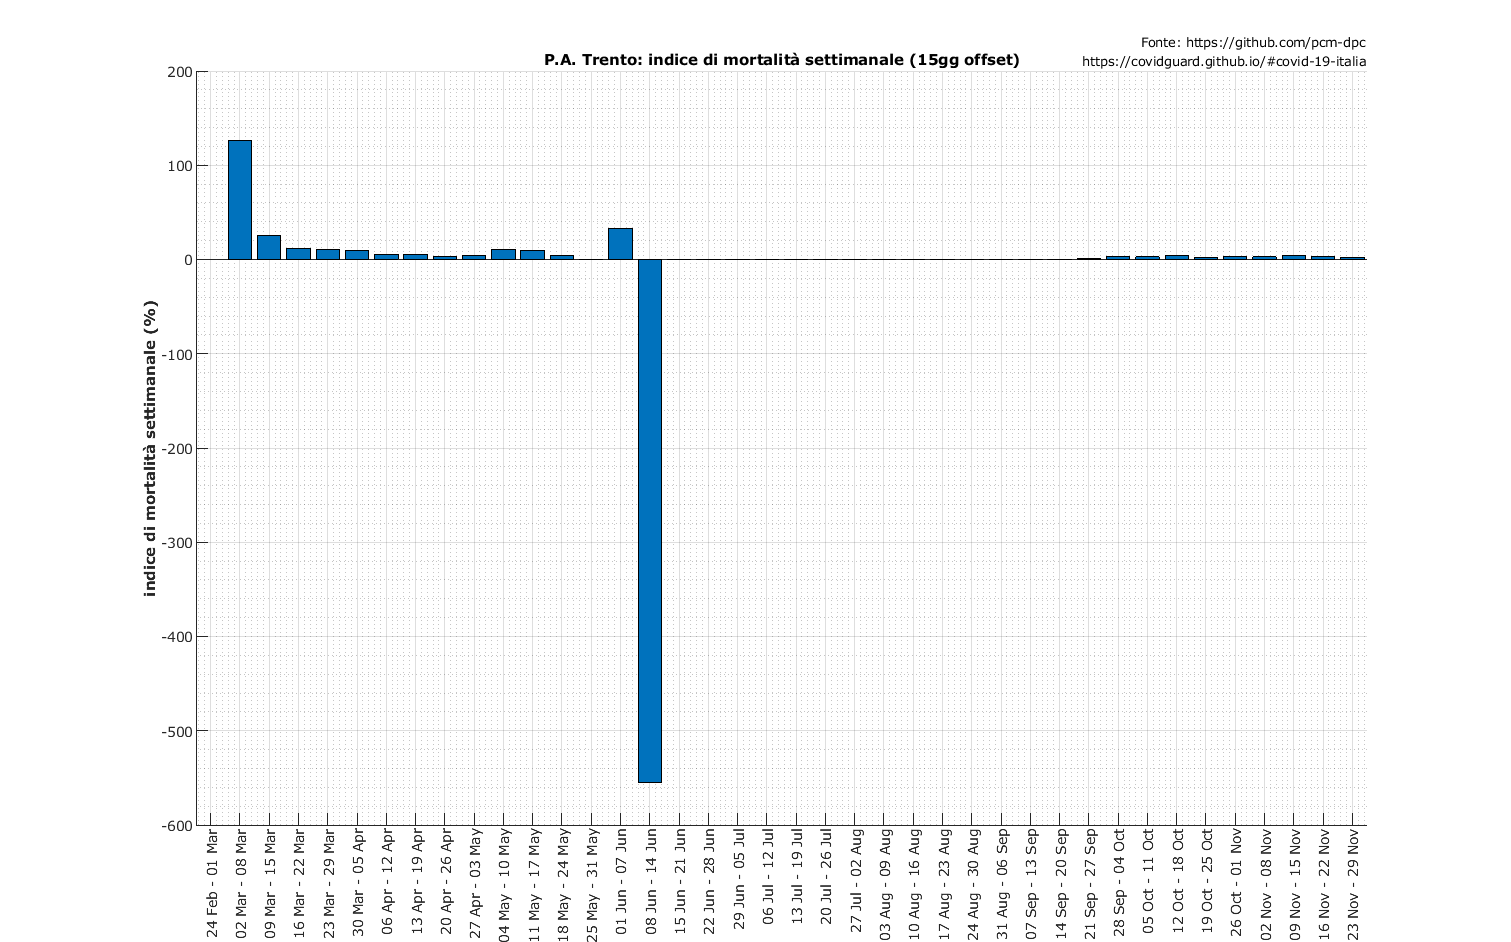 Fonte: https://github.com/pcm-dpc
P.A. Trento: indice di mortalità settimanale (15gg offset)
https://covidguard.github.io/#covid-19-italia
200
100
0
-100
-200
-300
-400
-500
-600
indice di mortalità settimanale (%)
24 Feb - 01 Mar
02 Mar - 08 Mar
09 Mar - 15 Mar
16 Mar - 22 Mar
23 Mar - 29 Mar
30 Mar - 05 Apr
06 Apr - 12 Apr
13 Apr - 19 Apr
20 Apr - 26 Apr
27 Apr - 03 May
04 May - 10 May
11 May - 17 May
18 May - 24 May
25 May - 31 May
01 Jun - 07 Jun
08 Jun - 14 Jun
15 Jun - 21 Jun
22 Jun - 28 Jun
29 Jun - 05 Jul
06 Jul - 12 Jul
13 Jul - 19 Jul
20 Jul - 26 Jul
27 Jul - 02 Aug
03 Aug - 09 Aug
10 Aug - 16 Aug
17 Aug - 23 Aug
24 Aug - 30 Aug
31 Aug - 06 Sep
07 Sep - 13 Sep
14 Sep - 20 Sep
21 Sep - 27 Sep
28 Sep - 04 Oct
05 Oct - 11 Oct
12 Oct - 18 Oct
19 Oct - 25 Oct
26 Oct - 01 Nov
02 Nov - 08 Nov
09 Nov - 15 Nov
16 Nov - 22 Nov
23 Nov - 29 Nov